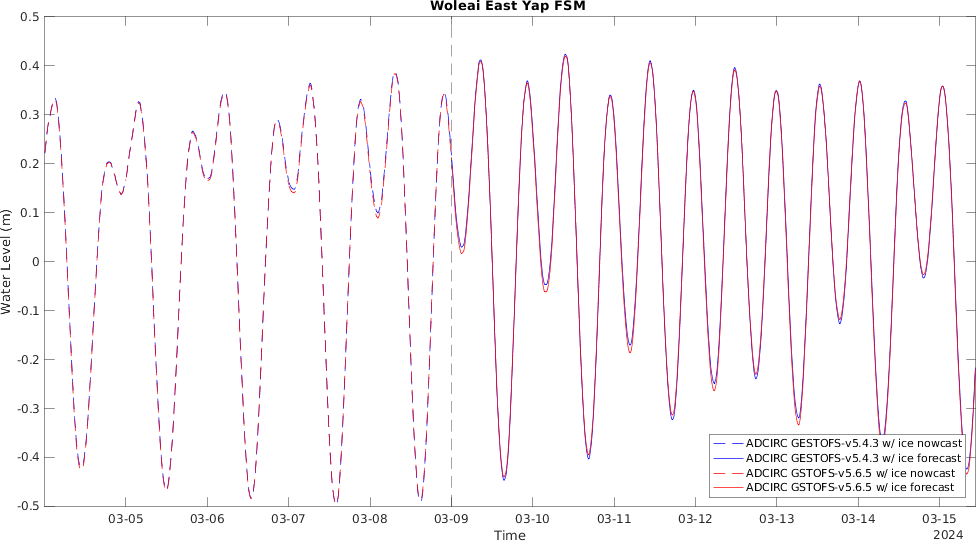 Woleai East Yap FSM
Water Level (m)
0.5
0.4
0.3
0.2
0.1
0
-0.1
-0.2
-0.3
-0.4
-0.5
ADCIRC GESTOFS-v5.4.3 w/ ice nowcast
ADCIRC GESTOFS-v5.4.3 w/ ice forecast
ADCIRC GSTOFS-v5.6.5 w/ ice nowcast
ADCIRC GSTOFS-v5.6.5 w/ ice forecast
03-05 03-06 03-07 03-08 03-09 03-10 03-11 03-12 03-13 03-14 03-15
Time
2024